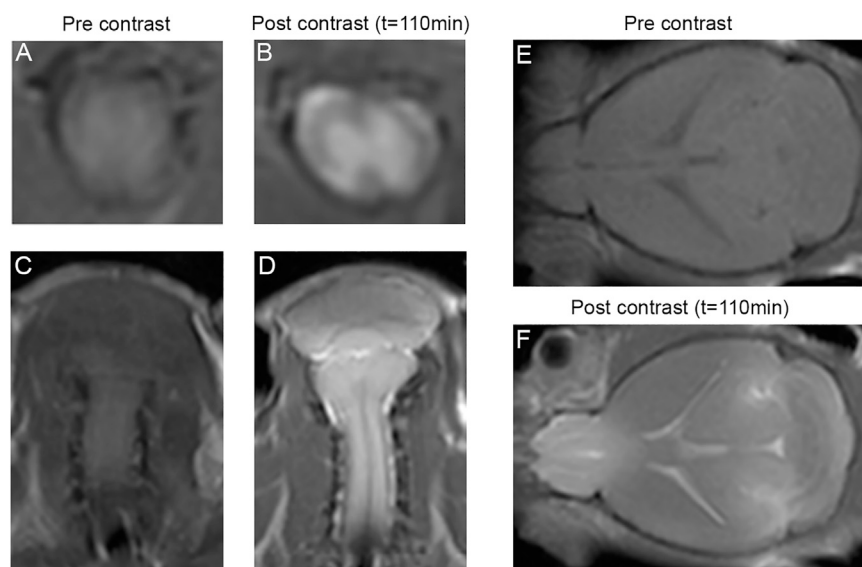 Pre contrast
Post contrast (t=110min)
Pre contrast
A
B
E
C
D
Post contrast (t=110min)
F